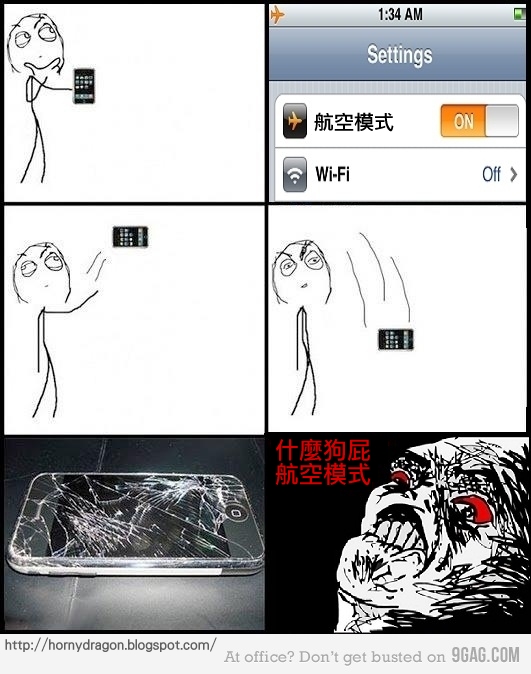 1:34 AM
Settings
航空模式
ON
Wi-Fi
Off
什麼狗屁
航空模式
http://hornydragon.blogspot.com/
At office? Don't get busted on 9GAG.COM